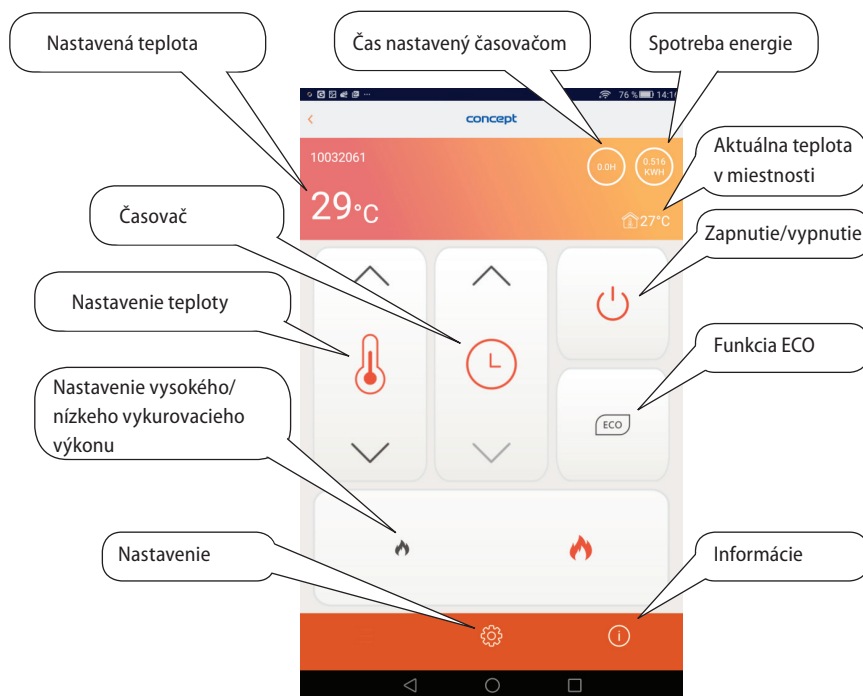 Nastavená teplota
Čas nastavený časovačom
Spotreba energie
76 % 14:1
concept
10032061
0.0H
0.516
KWH
Aktuálna teplota
v miestnosti
29°C
27°C
Časovač
Zapnutie/vypnutie
Nastavenie teploty
Funkcia ECO
ECO
Nastavenie vysokého/
nízkeho vykurovacieho
výkonu
Nastavenie
Informácie